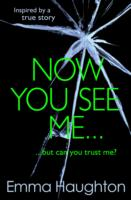 Inspired by a
true story
NOW
YOU SEE
ME...
...but can you trust me?
Emma Haughton